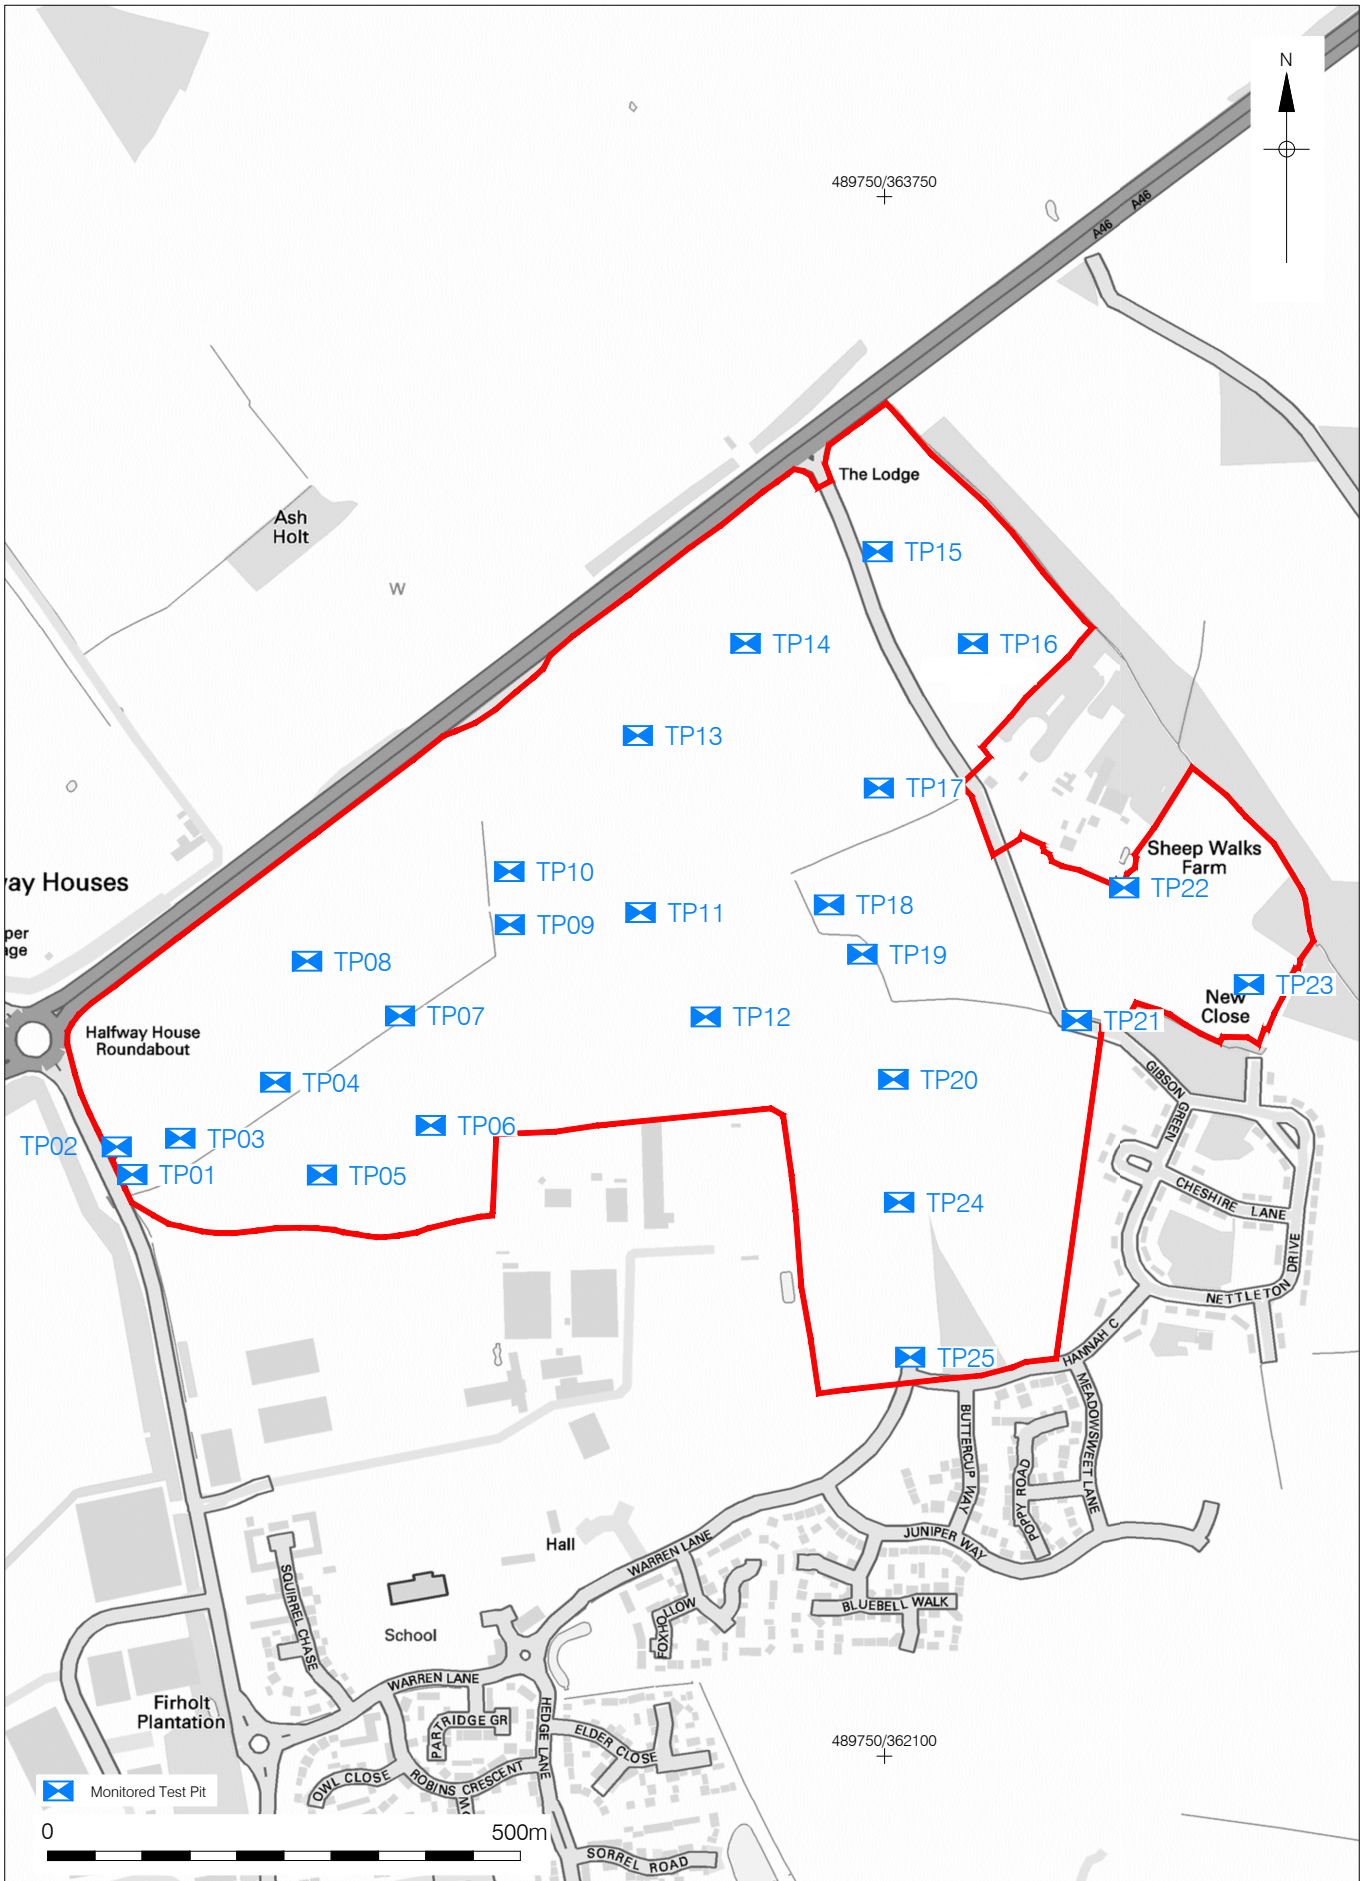 N
489750/363750
A46
A46
The Lodge
Ash
Holt
W
TP15
TP14
TP16
TP13
TP17
Sheep Walks
Farm
TP10
TP22
way Houses
TP11
TP18
TP09
TP19
TP08
TP23
New
Close
TP07
TP12
TP21
Halfway House
Roundabout
TP04
TP20
GIBSON GREEN
TP06
TP03
TP02
TP01
TP05
TP24
CHESHIRE LANE
NETTLETON DRIVE
HANNAH C
TP25
MEADOWSWEET LANE
BUTTERCUP WAY
POPPY ROAD
JUNIPER WAY
Hall
WARREN LANE
SQUIRREL CHASE
BLUEBELL WALK
FOXHOLLOW
School
WARREN LANE
Firholt
Plantation
PARTRIDGE GR
HEDGE LANE
ELDER CLOSE
489750/362100
OWL CLOSE
ROBINS CRESCENT
Monitored Test Pit
0 500m
SORREL ROAD